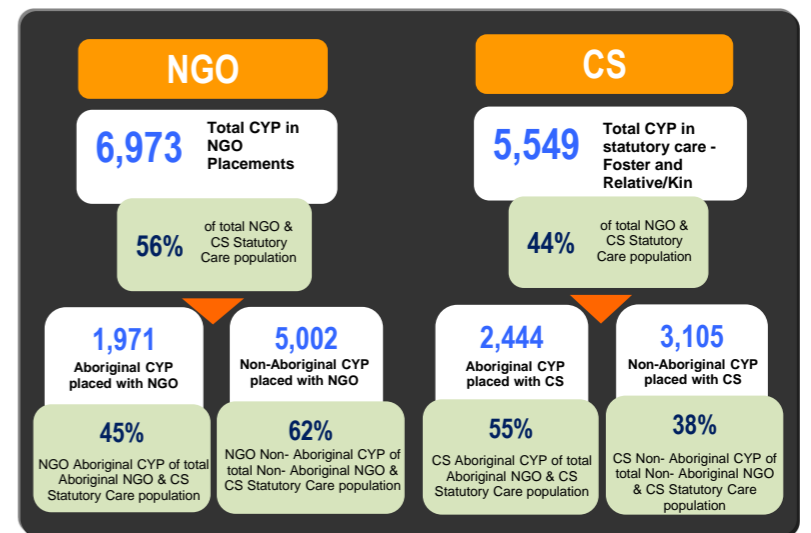 NGO
6,973
Total CYP in
NGO
Placements
56%
of total NGO &
CS Statutory
Care population
1,971
Aboriginal CYP
placed with NGO
45%
NGO Aboriginal CYP of total
Aboriginal NGO & CS
Statutory Care population
5,002
Non-Aboriginal CYP
placed with NGO
62%
NGO Non- Aboriginal CYP of
total Non- Aboriginal NGO &
CS Statutory Care population
CS
5,549
Total CYP in
statutory care -
Foster and
Relative/Kin
44%
of total NGO &
CS Statutory
Care population
2,444
Aboriginal CYP
placed with CS
55%
CS Aboriginal CYP of total
Aboriginal NGO & CS
Statutory Care population
3,105
Non-Aboriginal CYP
placed with CS
38%
CS Non- Aboriginal CYP of
total Non- Aboriginal NGO
& CS Statutory Care
population